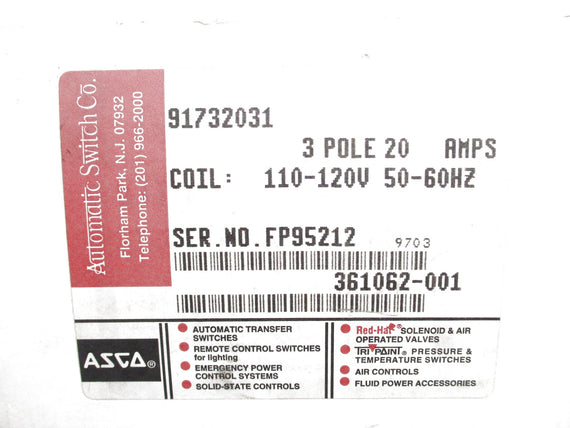 Automatic Switch Co.
Florham Park, N.J. 07932
Telephone: (201) 966-2000
91732031
3 POLE 20 AMPS
COIL: 110-120V 50-60HZ
SER.NO.FP95212 9703
361062-001
ASCO®
AUTOMATIC TRANSFER
SWITCHES
REMOTE CONTROL SWITCHES
for lighting
EMERGENCY POWER
CONTROL SYSTEMS
SOLID-STATE CONTROLS
Red-Hat® SOLENOID & AIR
OPERATED VALVES
TRI POINT® PRESSURE &
TEMPERATURE SWITCHES
AIR CONTROLS
FLUID POWER ACCESSORIES